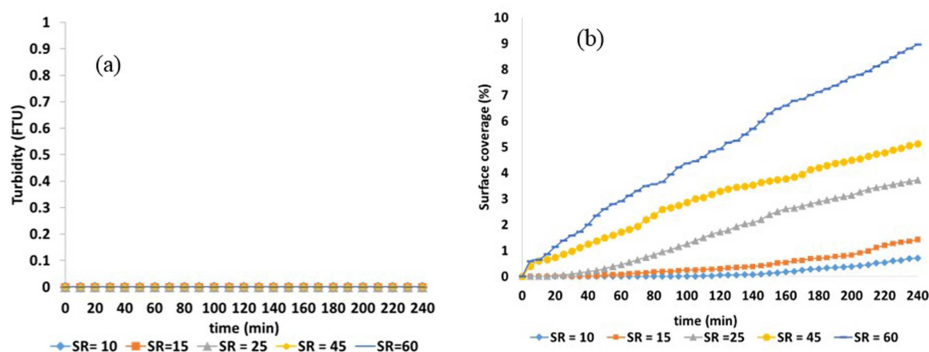 (a)
Turbidity (FTU)
1
0.9
0.8
0.7
0.6
0.5
0.4
0.3
0.2
0.1
0
0 20 40 60 80 100 120 140 160 180 200 220 240
time (min)
SR= 10 SR=15 SR = 25 SR = 45 SR=60
(b)
Surface coverage (%)
10
9
8
7
6
5
4
3
2
1
0
0 20 40 60 80 100 120 140 160 180 200 220 240
time (min)
SR = 10 SR = 15 SR =25 SR = 45 SR = 60